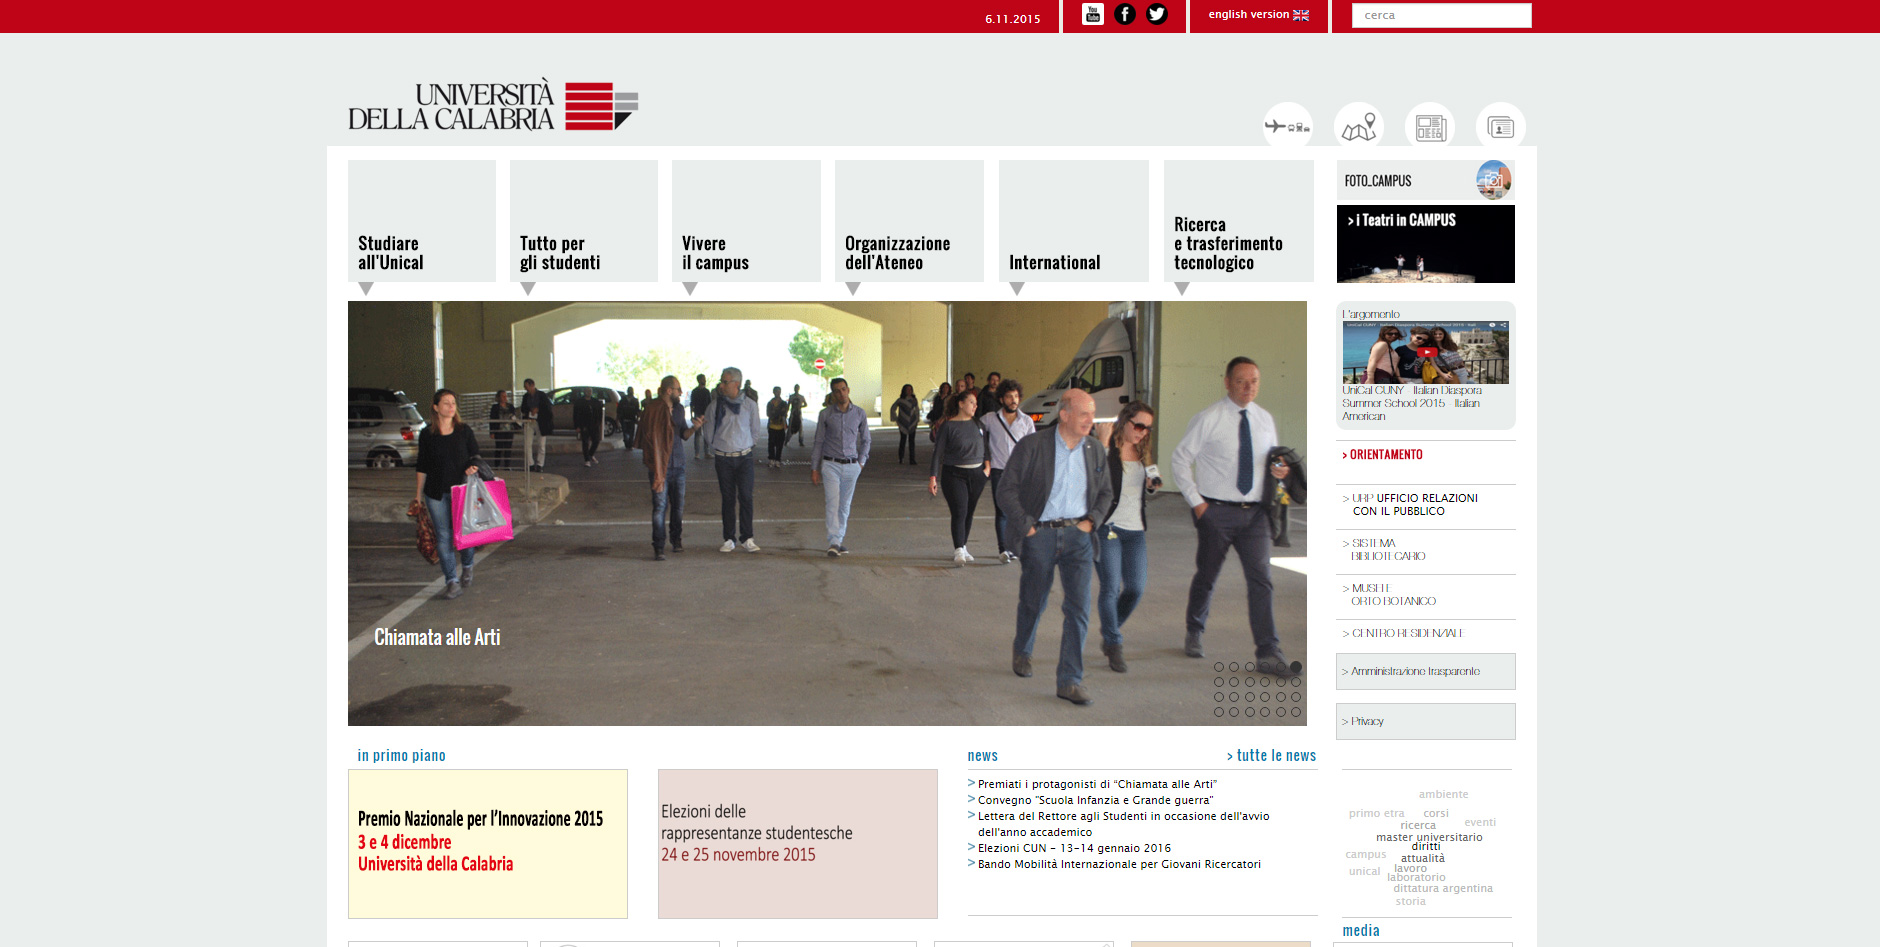 6.11.2015
You Tube
english version
cerca
UNIVERSITÀ
DELLA CALABRIA
Studiare
all'Unical
Tutto per
gli studenti
Vivere
il campus
Organizzazione
dell'Ateneo
International
Ricerca
e trasferimento
tecnologico
FOTO_CAMPUS
> i Teatri in CAMPUS
L'argomento
UniCal CUNY - Italian Diaspora
Summer School 2015 - Italian
American
> ORIENTAMENTO
> URP UFFICIO RELAZIONI
CON IL PUBBLICO
> SISTEMA
BIBLIOTECARIO
> MUSEI E
ORTO BOTANICO
> CENTRO RESIDENZIALE
> Amministrazione trasparente
> Privacy
Chiamata alle Arti
in primo piano
Premio Nazionale per l'Innovazione 2015
3 e 4 dicembre
Università della Calabria
Elezioni delle
rappresentanze studentesche
24 e 25 novembre 2015
news
> tutte le news
> Premiati i protagonisti di “Chiamata alle Arti”
> Convegno "Scuola Infanzia e Grande guerra"
> Lettera del Rettore agli Studenti in occasione dell'avvio
dell'anno accademico
> Elezioni CUN - 13-14 gennaio 2016
> Bando Mobilità Internazionale per Giovani Ricercatori
ambiente
primo etra
corsi
eventi
ricerca
master universitario
diritti
campus
attualità
lavoro
unical
laboratorio
dittatura argentina
storia
media